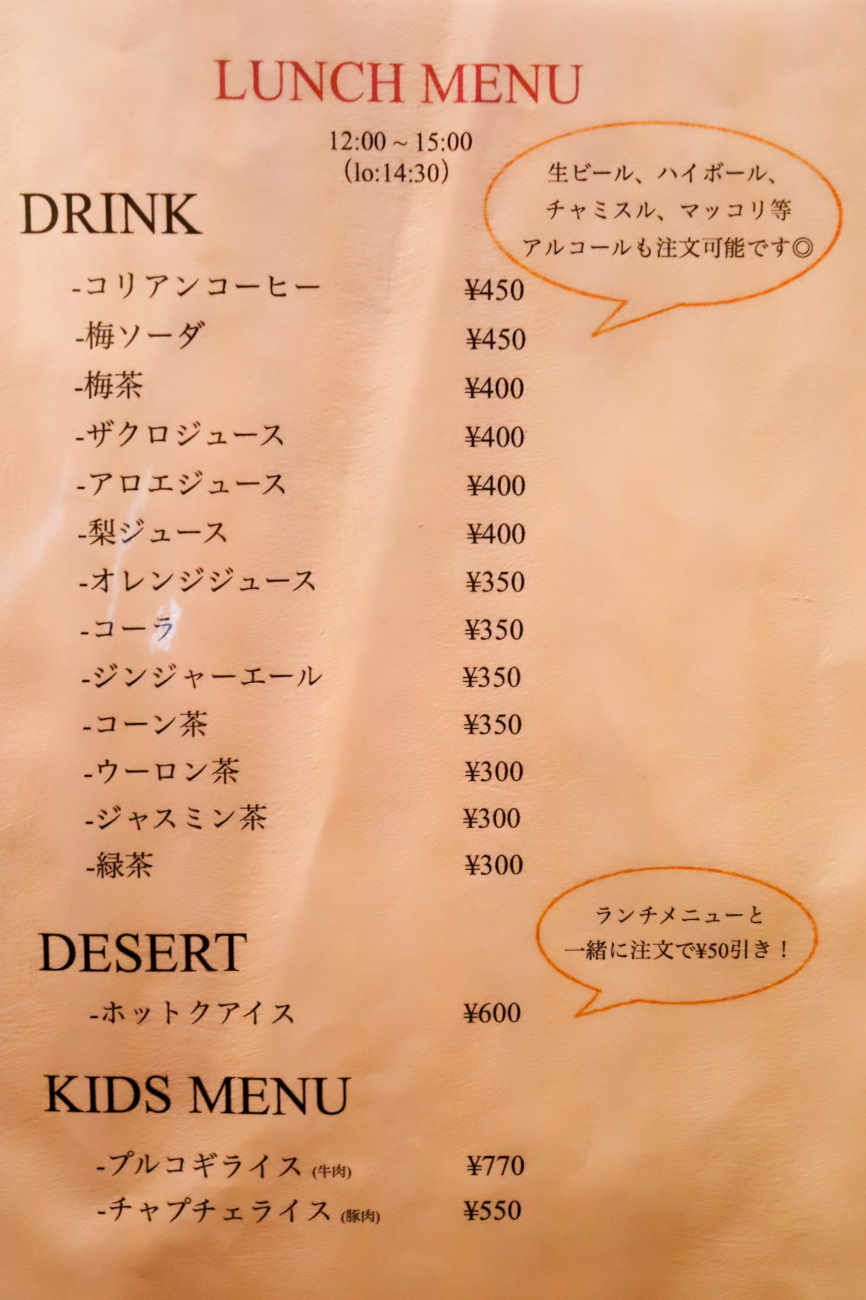 LUNCH MENU
12:00 ~ 15:00
(lo:14:30)
生ビール、ハイボール、
チャミスル、マッコリ等
アルコールも注文可能です◎
DRINK
-コリアンコーヒー ¥450
-梅ソーダ ¥450
-梅茶 ¥400
-ザクロジュース ¥400
-アロエジュース ¥400
-梨ジュース ¥400
-オレンジジュース ¥350
-コーラ ¥350
-ジンジャーエール ¥350
-コーン茶 ¥350
-ウーロン茶 ¥300
-ジャスミン茶 ¥300
-緑茶 ¥300
ランチメニューと
一緒に注文で¥50引き！
DESERT
-ホットクアイス ¥600
KIDS MENU
-プルコギライス (牛肉) ¥770
-チャプチェライス (豚肉) ¥550